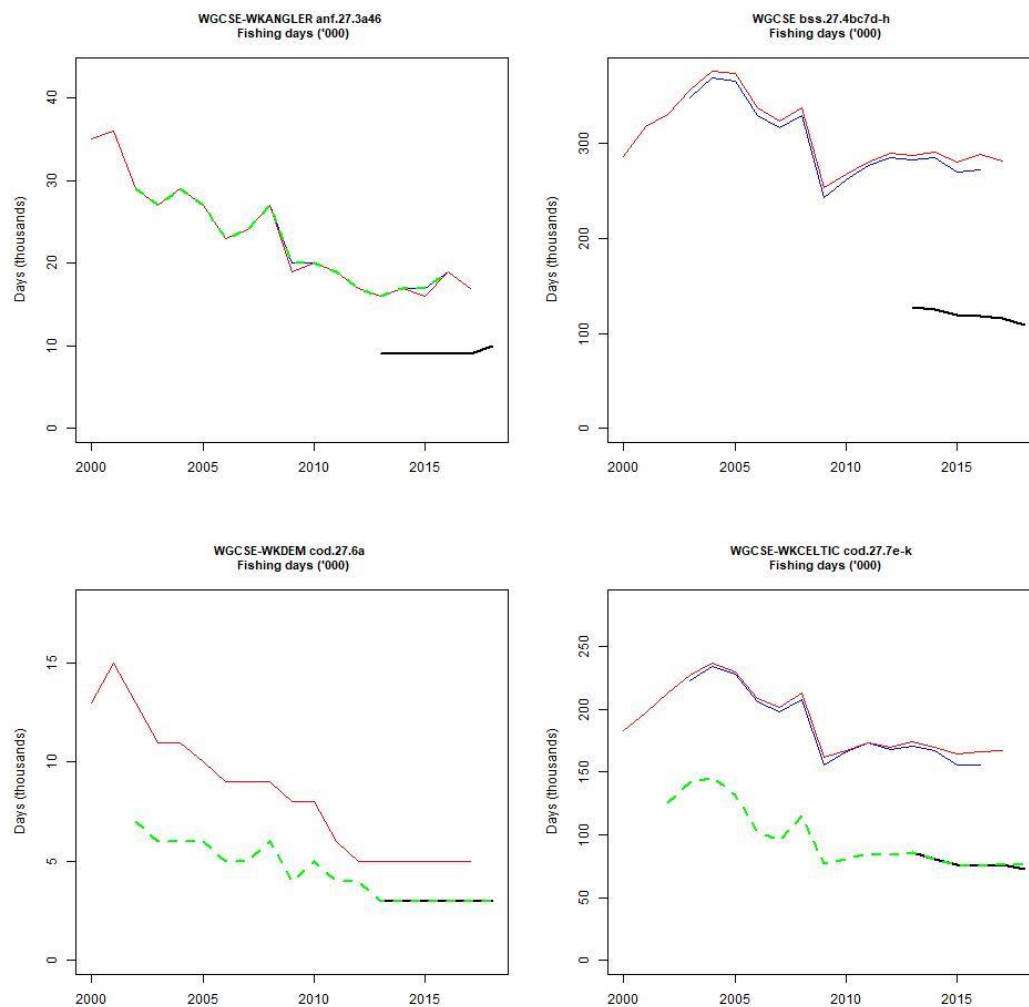 WGCSE-WKANGLER anf.27.3a46
Fishing days ('000)
Days (thousands)
40
30
20
10
0
2000 2005 2010 2015
WGCSE bss.27.4bc7d-h
Fishing days ('000)
Days (thousands)
300
200
100
0
2000 2005 2010 2015
WGCSE-WKDEM cod.27.6a
Fishing days ('000)
Days (thousands)
15
10
5
0
2000 2005 2010 2015
WGCSE-WKCELTIC cod.27.7e-k
Fishing days ('000)
Days (thousands)
250
200
150
100
50
0
2000 2005 2010 2015